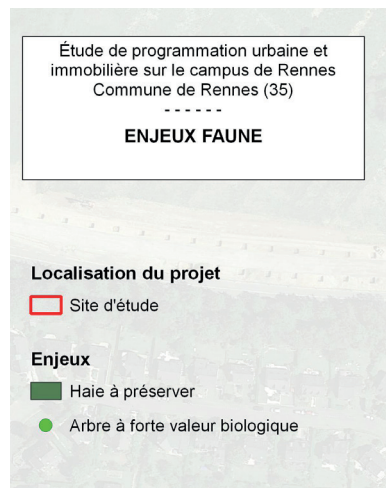 Étude de programmation urbaine et
immobilière sur le campus de Rennes
Commune de Rennes (35)
- - - - - -
ENJEUX FAUNE
Localisation du projet
Site d'étude
Enjeux
Haie à préserver
Arbre à forte valeur biologique